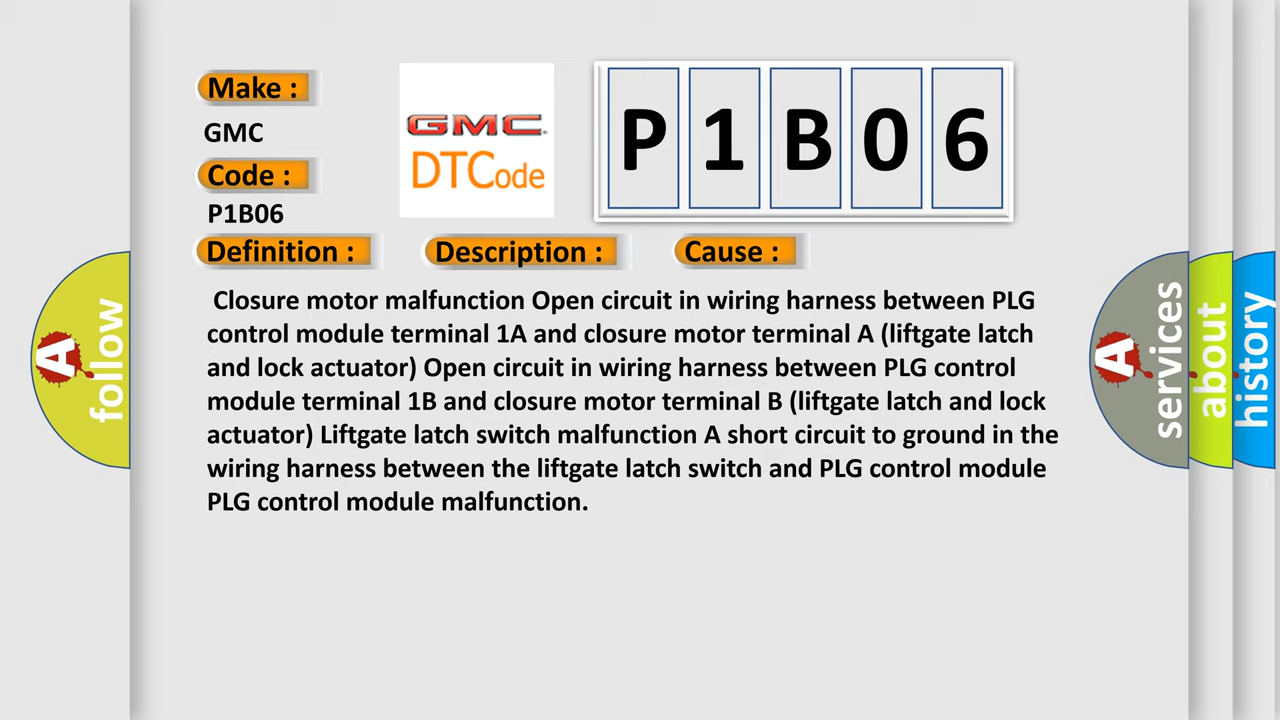 Make :
GMC
Code :
P1B06
GMC
DTCode
P 1 B 0 6
Definition :
Description :
Cause :
Closure motor malfunction Open circuit in wiring harness between PLG
control module terminal 1A and closure motor terminal A (liftgate latch
and lock actuator) Open circuit in wiring harness between PLG control
module terminal 1B and closure motor terminal B (liftgate latch and lock
actuator) Liftgate latch switch malfunction A short circuit to ground in the
wiring harness between the liftgate latch switch and PLG control module
PLG control module malfunction.
A
follow
A
services
about
history